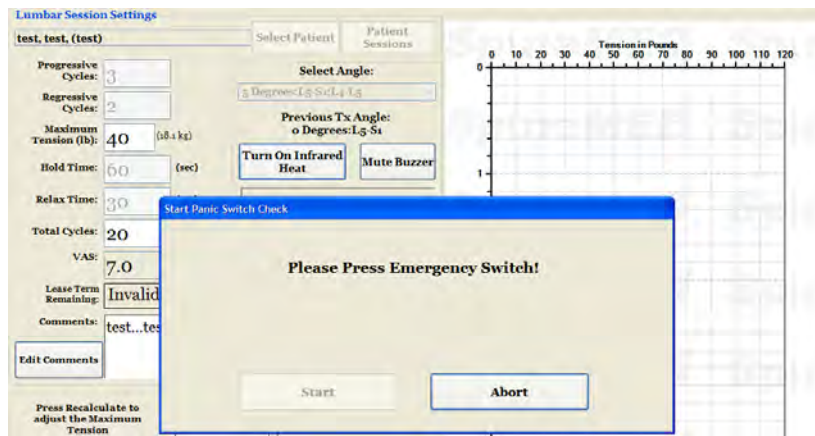 Lumbar Session Settings
test, test, (test)
Select Patient
Patient
Sessions
Progressive
Cycles:
3
Select Angle:
5 Degrees:L5-S1:L4-L5
Regressive
Cycles:
2
Previous Tx Angle:
0 Degrees:L5-S1
Maximum
Tension (lb):
40
(18.1 kg)
Turn On Infrared
Heat
Mute Buzzer
Hold Time:
60
(sec)
Relax Time:
30
Total Cycles:
20
VAS:
7.0
Lease Term
Remaining:
Invalid
Comments:
test...tes
Edit Comments
Press Recalculate to
adjust the Maximum
Tension
Start Panic Switch Check
Please Press Emergency Switch!
Start
Abort
Tension in Pounds
0 10 20 30 40 50 60 70 80 90 100 110 120
0
1